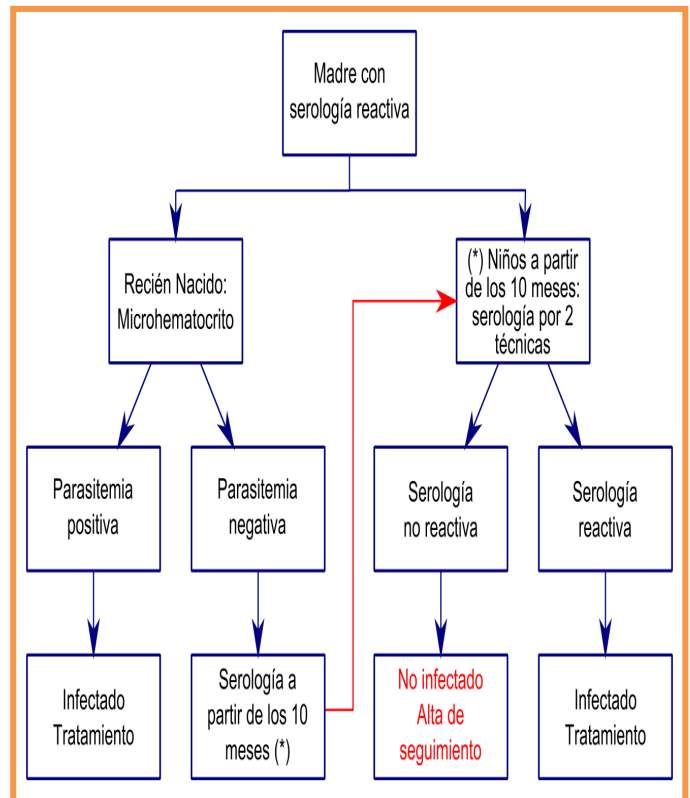 Madre con
serología reactiva
Recién Nacido:
Microhematocrito
(*) Niños a partir
de los 10 meses:
serología por 2
técnicas
Parasitemia
positiva
Parasitemia
negativa
Serología
no reactiva
Serología
reactiva
Infectado
Tratamiento
Serología a
partir de los 10
meses (*)
No infectado
Alta de
seguimiento
Infectado
Tratamiento